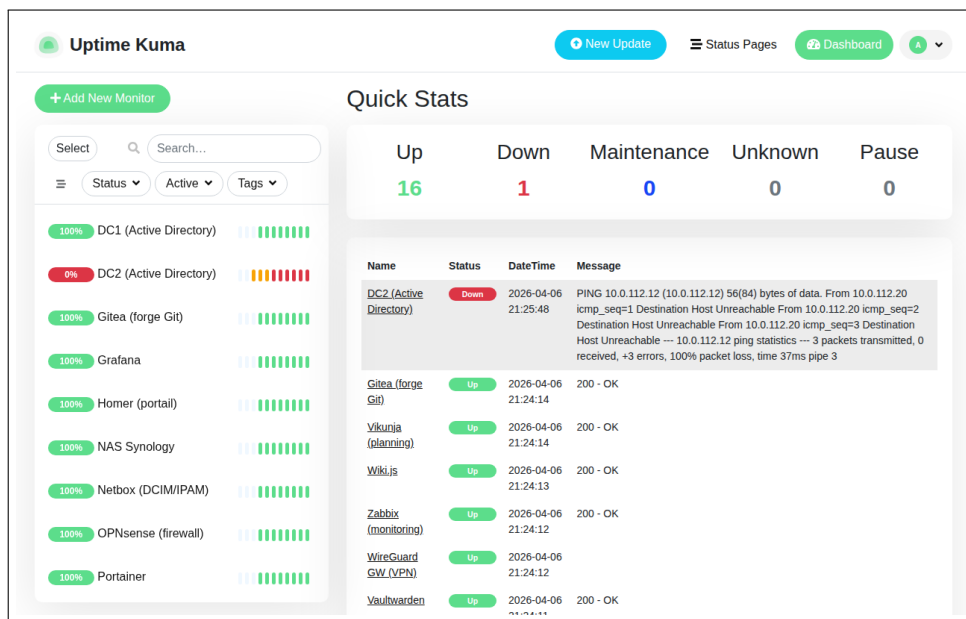 Uptime Kuma
New Update
Status Pages
Dashboard
A
Add New Monitor
Select
Search...
Status
Active
Tags
100% DC1 (Active Directory)
0% DC2 (Active Directory)
100% Gitea (forge Git)
100% Grafana
100% Homer (portail)
100% NAS Synology
100% Netbox (DCIM/IPAM)
100% OPNsense (firewall)
100% Portainer
Quick Stats
Up Down Maintenance Unknown Pause
16 1 0 0 0
Name Status DateTime Message
DC2 (Active Down 2026-04-06 PING 10.0.112.12 (10.0.112.12) 56(84) bytes of data. From 10.0.112.20
Directory) 21:25:48 icmp_seq=1 Destination Host Unreachable From 10.0.112.20 icmp_seq=2
Destination Host Unreachable From 10.0.112.20 icmp_seq=3 Destination
Host Unreachable --- 10.0.112.12 ping statistics --- 3 packets transmitted, 0
received, +3 errors, 100% packet loss, time 37ms pipe 3
Gitea (forge Up 2026-04-06 200 - OK
Git) 21:24:14
Vikunja Up 2026-04-06 200 - OK
(planning) 21:24:14
Wiki.js Up 2026-04-06 200 - OK
21:24:13
Zabbix Up 2026-04-06 200 - OK
(monitoring) 21:24:12
WireGuard Up 2026-04-06
GW (VPN) 21:24:12
Vaultwarden Up 2026-04-06 200 - OK